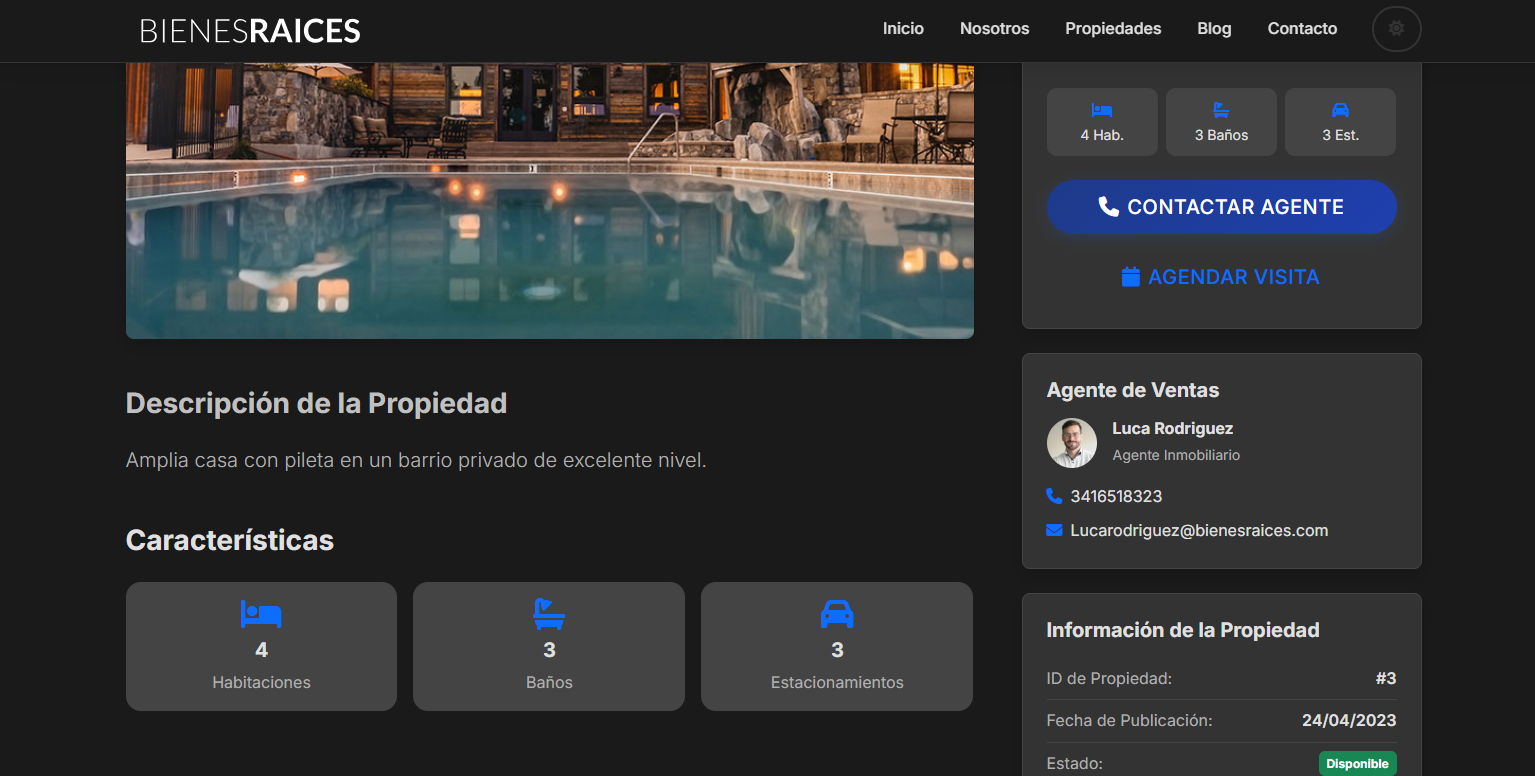 BIENESRAICES
Inicio Nosotros Propiedades Blog Contacto
4 Hab. 3 Baños 3 Est.
CONTACTAR AGENTE
AGENDAR VISITA
Descripción de la Propiedad
Amplia casa con pileta en un barrio privado de excelente nivel.
Características
4
Habitaciones
3
Baños
3
Estacionamientos
Agente de Ventas
Luca Rodriguez
Agente Inmobiliario
3416518323
Lucarodriguez@bienesraices.com
Información de la Propiedad
ID de Propiedad: #3
Fecha de Publicación: 24/04/2023
Estado: Disponible